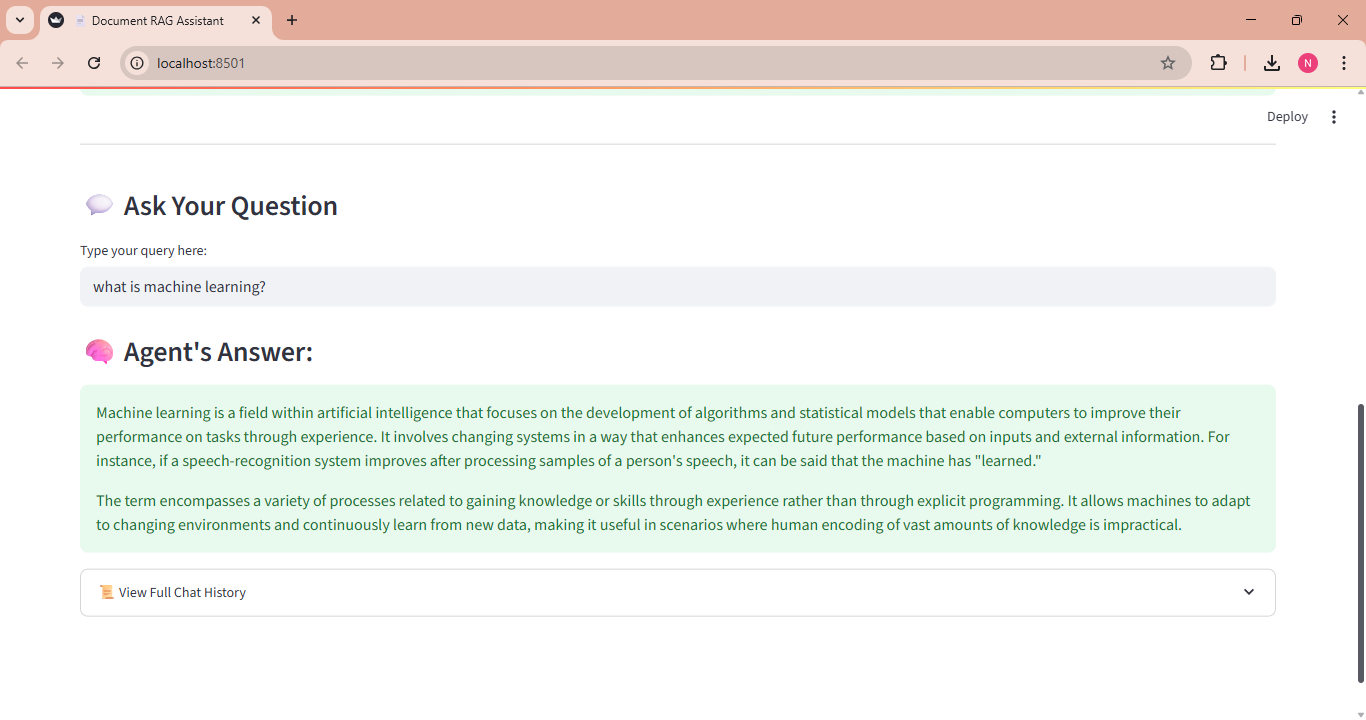 Document RAG Assistant
localhost:8501
N
Deploy
Ask Your Question
Type your query here:
what is machine learning?
Agent's Answer:
Machine learning is a field within artificial intelligence that focuses on the development of algorithms and statistical models that enable computers to improve their
performance on tasks through experience. It involves changing systems in a way that enhances expected future performance based on inputs and external information. For
instance, if a speech-recognition system improves after processing samples of a person's speech, it can be said that the machine has "learned."
The term encompasses a variety of processes related to gaining knowledge or skills through experience rather than through explicit programming. It allows machines to adapt
to changing environments and continuously learn from new data, making it useful in scenarios where human encoding of vast amounts of knowledge is impractical.
View Full Chat History